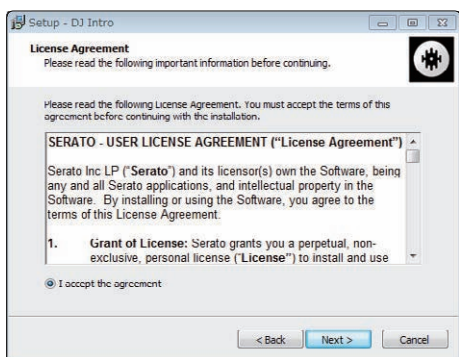 Setup - DJ Intro
License Agreement
Please read the following important information before continuing.
Please read the following License Agreement. You must accept the terms of this
agreement before continuing with the installation.
SERATO - USER LICENSE AGREEMENT ("License Agreement")
Serato Inc LP ("Serato") and its licensor(s) own the Software, being
any and all Serato applications, and intellectual property in the
Software. By installing or using the Software, you agree to the
terms of this License Agreement.
1. Grant of License: Serato grants you a perpetual, non-
exclusive, personal license ("License") to install and use
I accept the agreement
< Back Next > Cancel